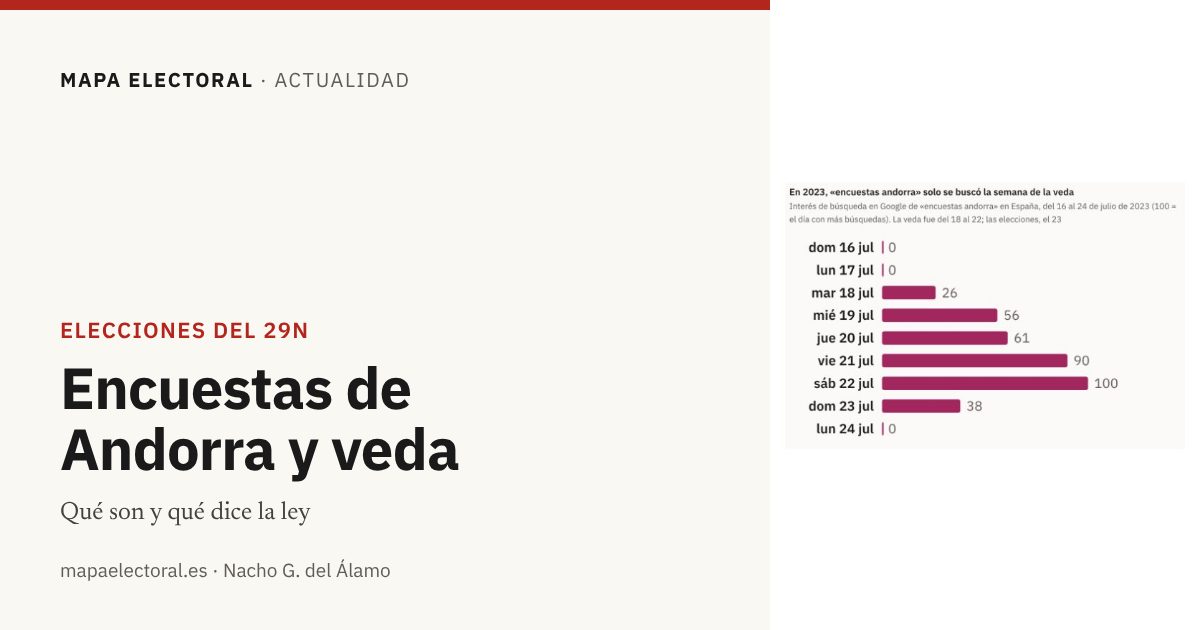 MAPA ELECTORAL · ACTUALIDAD
ELECCIONES DEL 29N
Encuestas de
Andorra y veda
Qué son y qué dice la ley
mapaelectoral.es · Nacho G. del Álamo
En 2023, «encuestas andorra» solo se buscó la semana de la veda
Interés de búsqueda en Google de «encuestas andorra» en España, del 16 al 24 de julio de 2023 (100 =
el día con más búsquedas). La veda fue del 18 al 22; las elecciones, el 23
dom 16 jul 0
lun 17 jul 0
mar 18 jul 26
mié 19 jul 56
jue 20 jul 61
vie 21 jul 90
sáb 22 jul 100
dom 23 jul 38
lun 24 jul 0